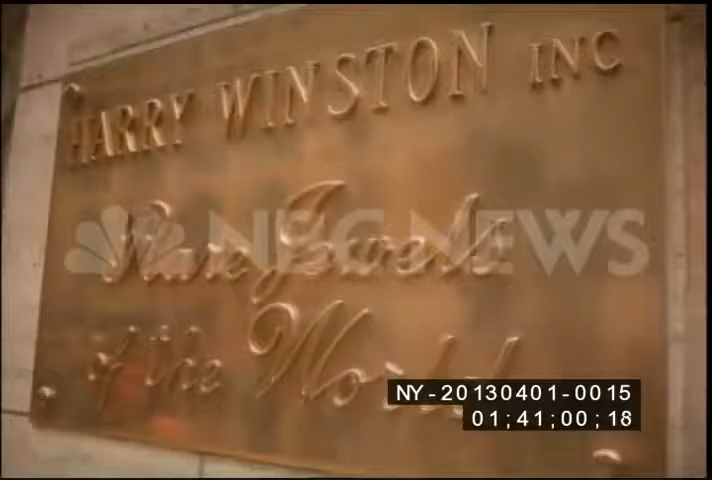 HARRY WINSTON INC
Rare Jewels
NBC NEWS
of the World
NY-20130401-0015
01;41;00;18